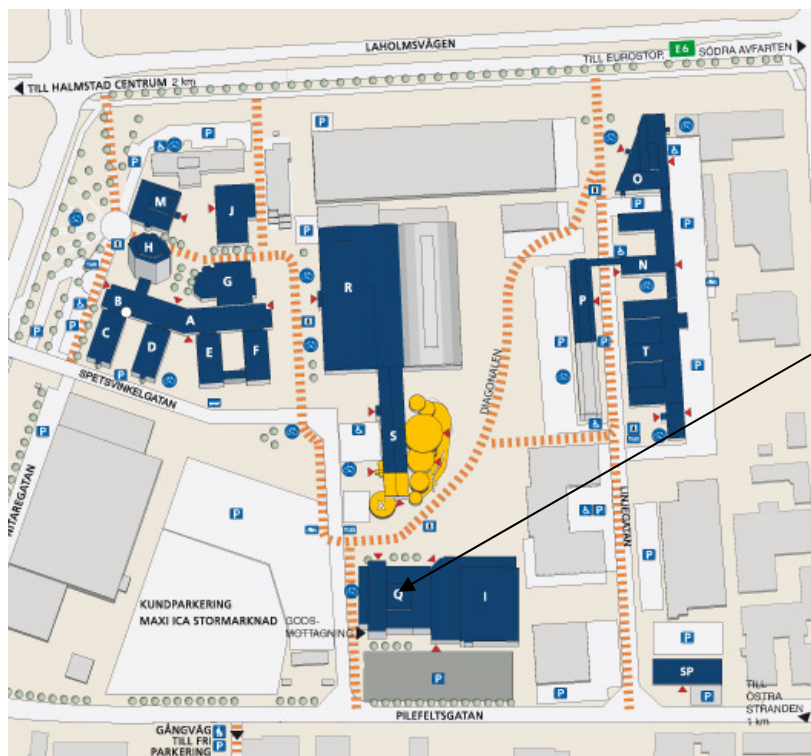 LAHOLMSVÄGEN
TILL EUROSTOP, E6 SÖDRA AVFARTEN
TILL HALMSTAD CENTRUM 2 km
P
P
P
P
O
M
J
H
G
R
N
B
A
P
C
D
E
F
T
P
P
P
P
P
SPETSVINKELGATAN
DIAGONALEN
S
X
P
P
P
LINJEGATAN
P
P
KUNDPARKERING
MAXI ICA STORMARKNAD
GODS-
MOTTAGNING
Q
I
P
P
SP
P
P
TILL
ÖSTRA
STRANDEN
1 km
PILEFELTSGATAN
GÅNGVÄG
TILL FRI
PARKERING
P